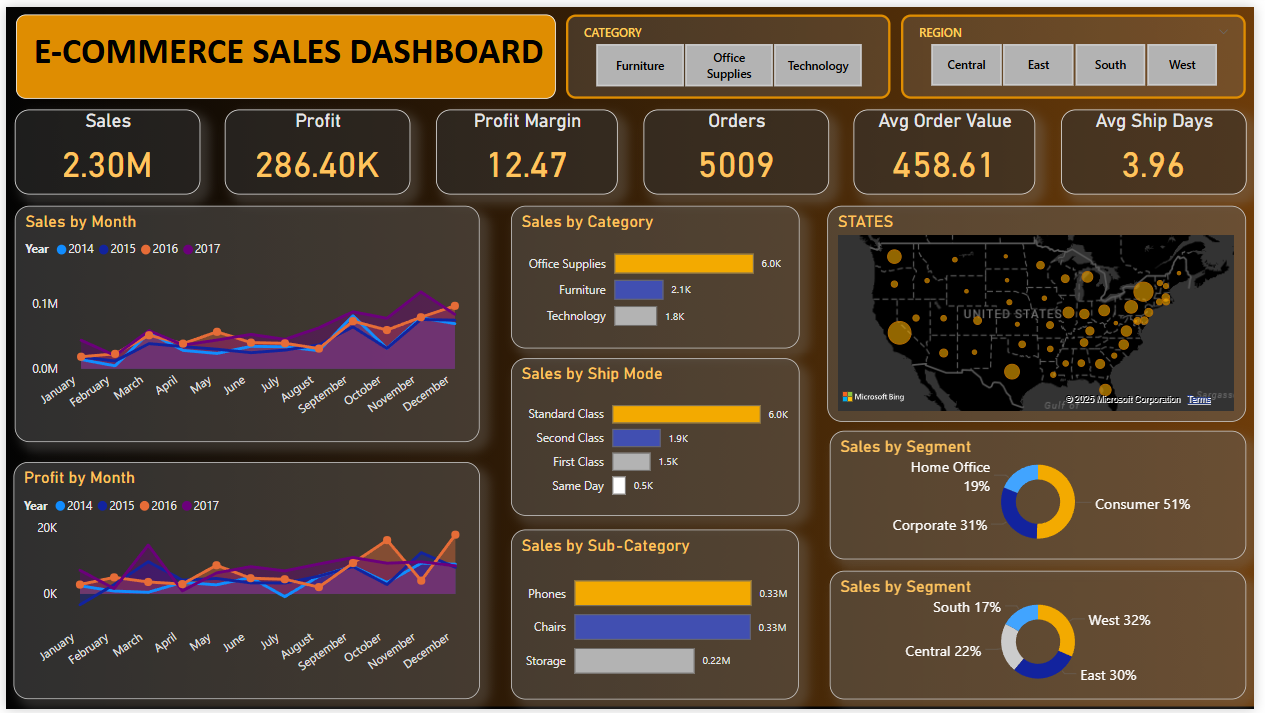 E-COMMERCE SALES DASHBOARD
CATEGORY
Furniture
Office
Supplies
Technology
REGION
Central
East
South
West
Sales
2.30M
Profit
286.40K
Profit Margin
12.47
Orders
5009
Avg Order Value
458.61
Avg Ship Days
3.96
Sales by Month
Year 2014 2015 2016 2017
0.1M
0.0M
January
February
March
April
May
June
July
August
September
October
November
December
Profit by Month
Year 2014 2015 2016 2017
20K
0K
January
February
March
April
May
June
July
August
September
October
November
December
Sales by Category
Office Supplies 6.0K
Furniture 2.1K
Technology 1.8K
Sales by Ship Mode
Standard Class 6.0K
Second Class 1.9K
First Class 1.5K
Same Day 0.5K
Sales by Sub-Category
Phones 0.33M
Chairs 0.33M
Storage 0.22M
STATES
UNITED STATES
Microsoft Bing
Gulf of
© 2025 Microsoft Corporation Terms
Sales by Segment
Home Office
19%
Consumer 51%
Corporate 31%
Sales by Segment
South 17%
West 32%
Central 22%
East 30%